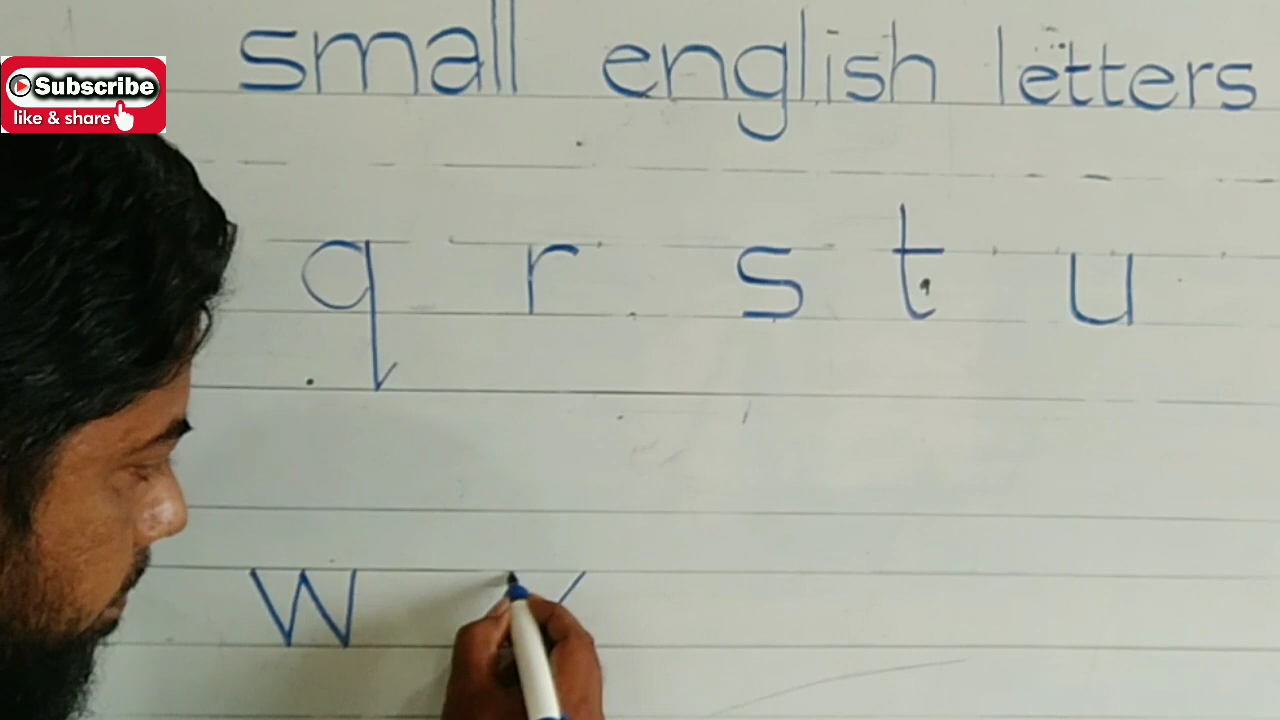 small english letters
Subscribe
like & share
q r s t u
w